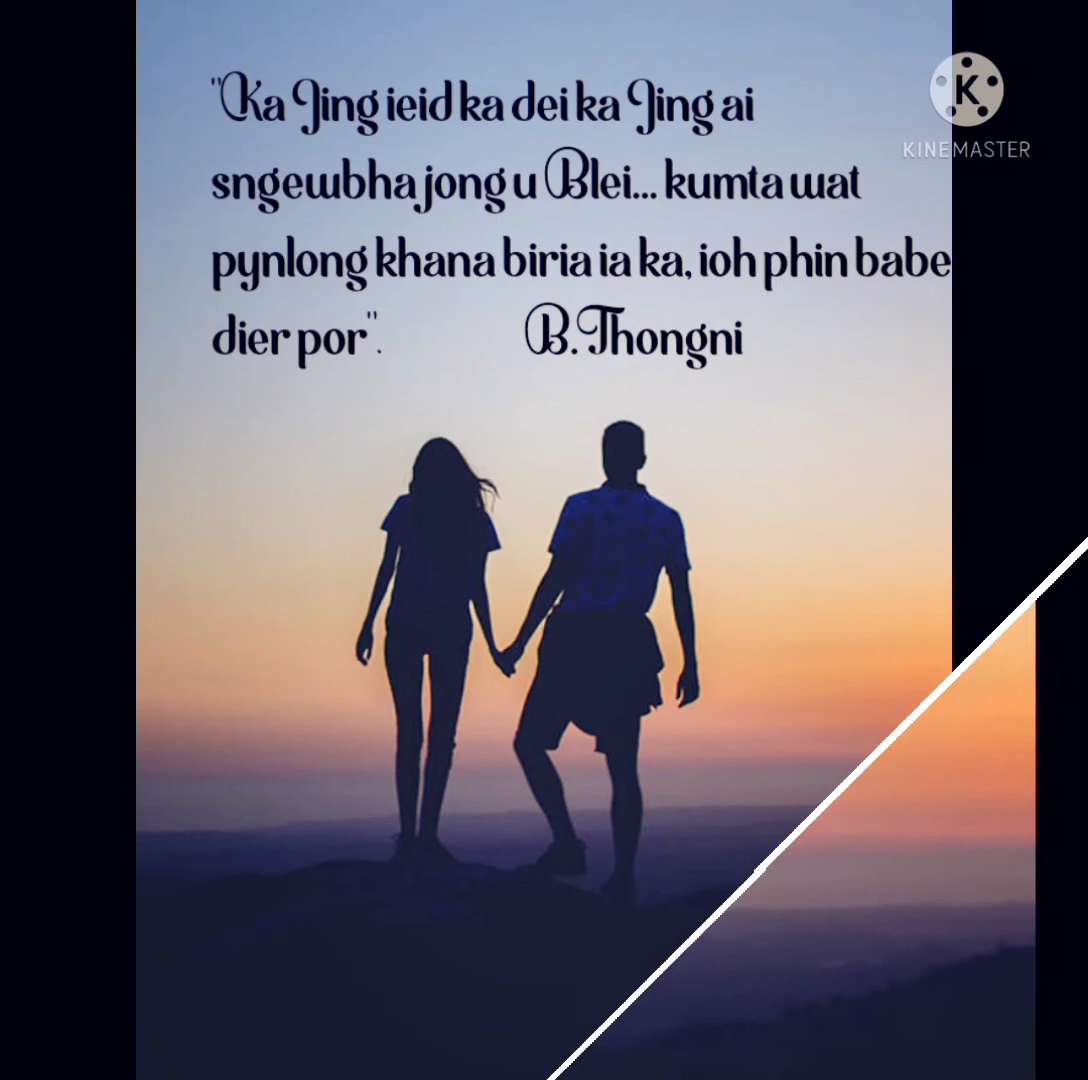 "Ka Jing ieid ka dei ka Jing ai
sngewbha jong u Blei... kumta wat
pynlong khana biria ia ka, ioh phin babe
dier por". B.Thongni
K
KINEMASTER